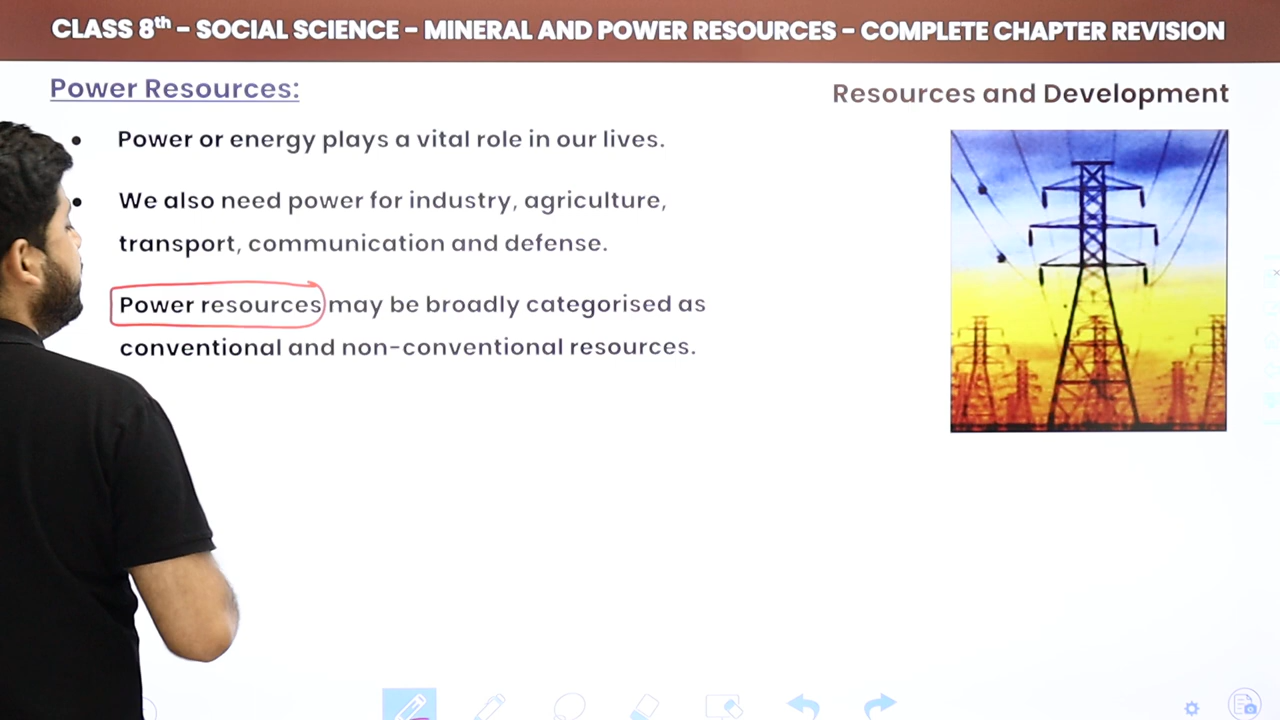 CLASS 8th – SOCIAL SCIENCE – MINERAL AND POWER RESOURCES – COMPLETE CHAPTER REVISION
Power Resources:
Resources and Development
• Power or energy plays a vital role in our lives.
• We also need power for industry, agriculture,
transport, communication and defense.
Power resources may be broadly categorised as
conventional and non-conventional resources.